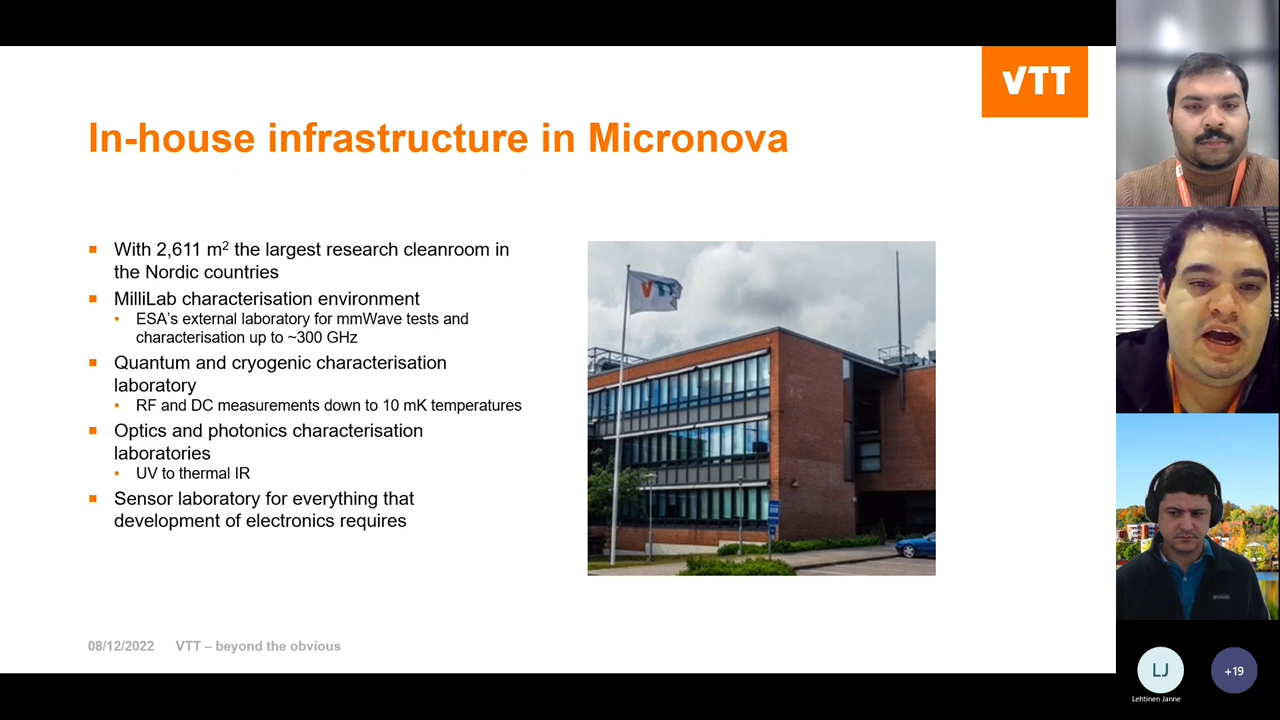 VTT
In-house infrastructure in Micronova
With 2,611 m² the largest research cleanroom in
the Nordic countries
MilliLab characterisation environment
ESA's external laboratory for mmWave tests and
characterisation up to ~300 GHz
Quantum and cryogenic characterisation
laboratory
RF and DC measurements down to 10 mK temperatures
Optics and photonics characterisation
laboratories
UV to thermal IR
Sensor laboratory for everything that
development of electronics requires
VTT
08/12/2022 VTT – beyond the obvious
LJ
+19
Lehtinen Janne